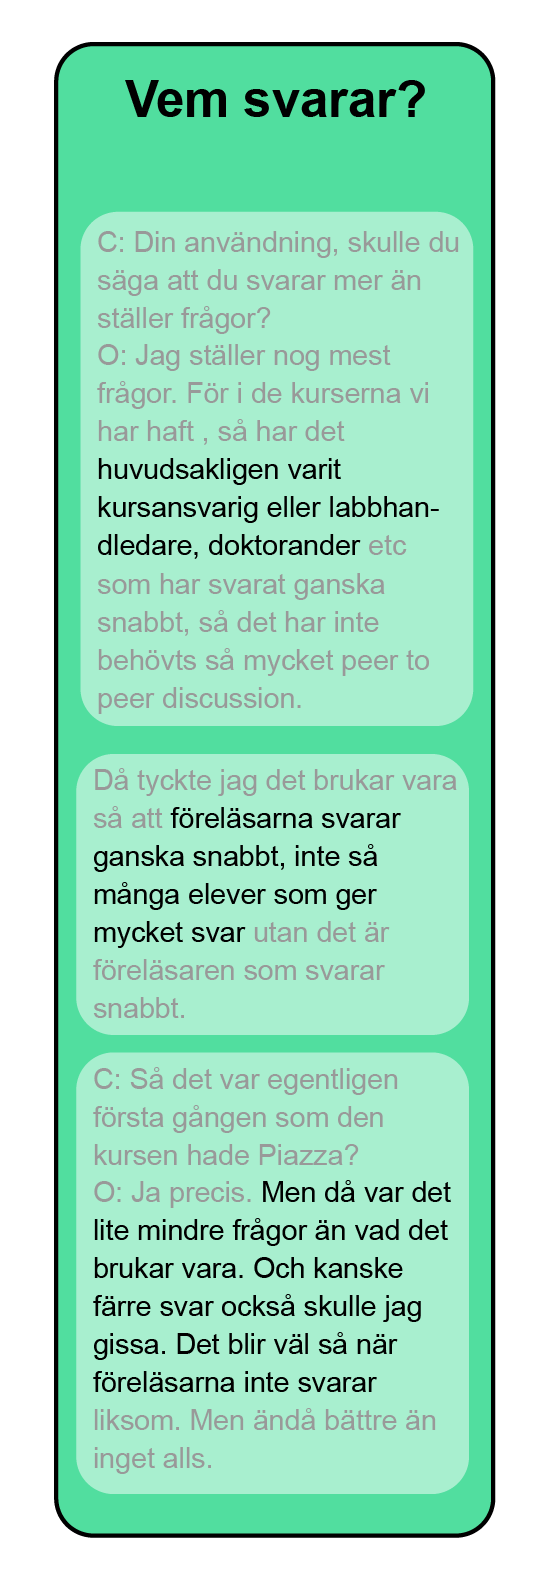 Vem svarar?
C: Din användning, skulle du
säga att du svarar mer än
ställer frågor?
O: Jag ställer nog mest
frågor. För i de kurserna vi
har haft , så har det
huvudsakligen varit
kursansvarig eller labbhan-
dledare, doktorander etc
som har svarat ganska
snabbt, så det har inte
behövts så mycket peer to
peer discussion.
Då tyckte jag det brukar vara
så att föreläsarna svarar
ganska snabbt, inte så
många elever som ger
mycket svar utan det är
föreläsaren som svarar
snabbt.
C: Så det var egentligen
första gången som den
kursen hade Piazza?
O: Ja precis. Men då var det
lite mindre frågor än vad det
brukar vara. Och kanske
färre svar också skulle jag
gissa. Det blir väl så när
föreläsarna inte svarar
liksom. Men ändå bättre än
inget alls.